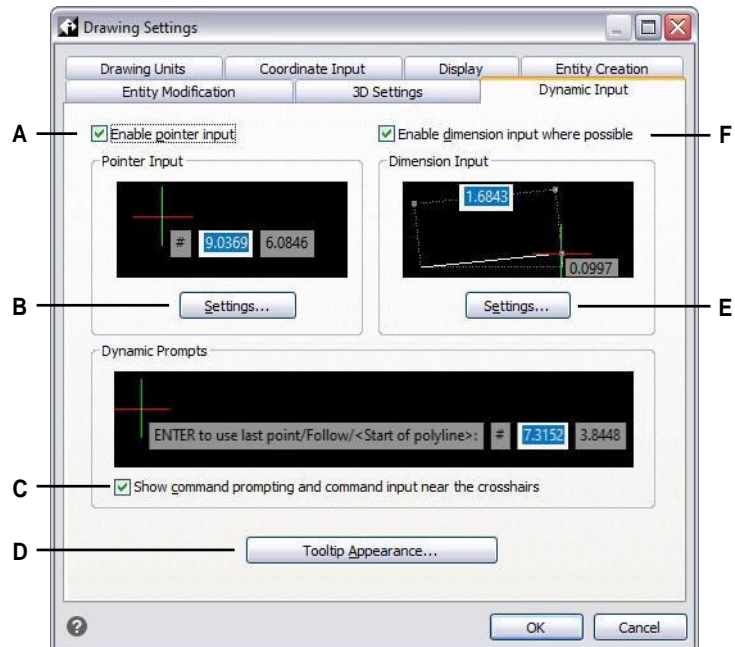 Drawing Settings
Drawing Units Coordinate Input Display Entity Creation
Entity Modification 3D Settings Dynamic Input
A Enable pointer input Enable dimension input where possible F
Pointer Input Dimension Input
# 9.0369 6.0846 1.6843 0.0997
B Settings... Settings... E
Dynamic Prompts
ENTER to use last point/Follow/<Start of polyline>: # 7.3152 3.8448
C Show command prompting and command input near the crosshairs
D Tooltip Appearance...
? OK Cancel